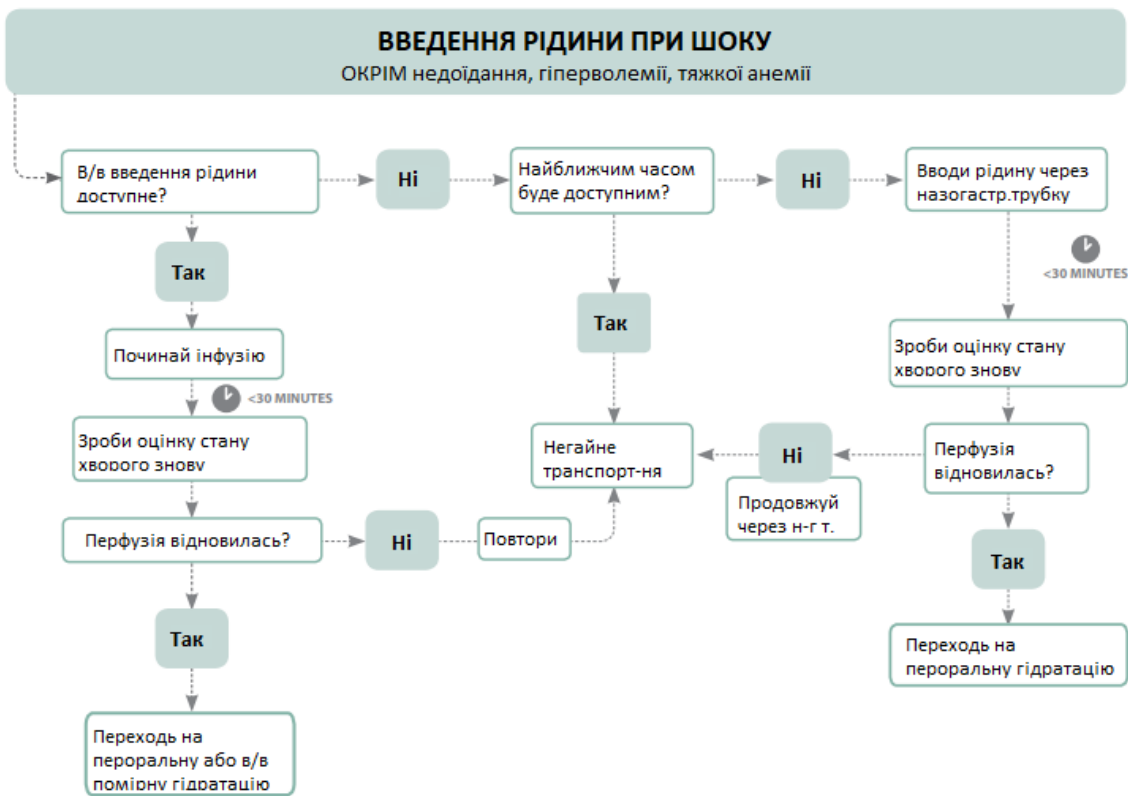 ВВЕДЕННЯ РІДИНИ ПРИ ШОКУ
ОКРІМ недоїдання, гіперволемії, тяжкої анемії
В/в введення рідини
доступне?
Ні
Найближчим часом
буде доступним?
Ні
Вводи рідину через
назогастр.трубку
<30 MINUTES
Так
Так
Починай інфузію
<30 MINUTES
Зроби оцінку стану
хворого знову
Зроби оцінку стану
хворого знову
Негайне
транспорт-ня
Ні
Продовжуй
через н-г т.
Перфузія
відновилась?
Перфузія відновилась?
Ні
Повтори
Так
Так
Переходь на
пероральну гідратацію
Переходь на
пероральну або в/в
помірну гідратацію